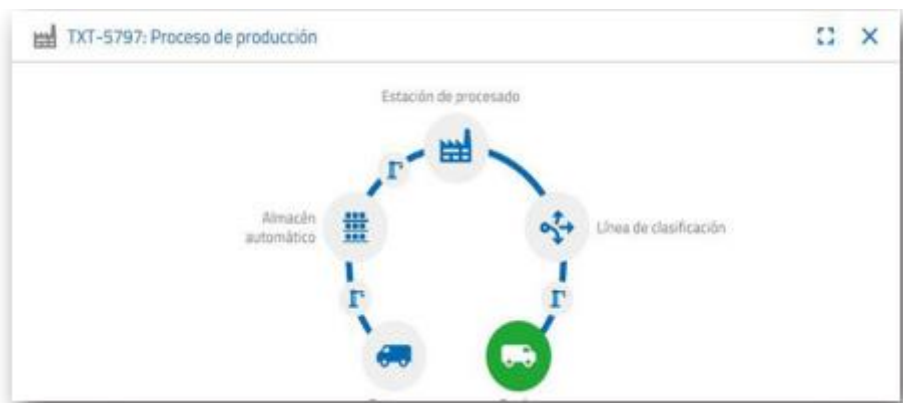 TXT-5797: Proceso de producción
Estación de procesado
Almacén
automático
Línea de clasificación